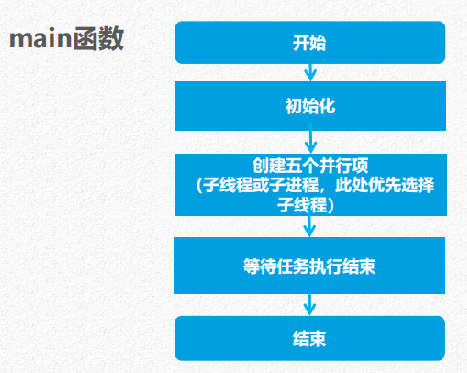 main函数
开始
初始化
创建五个并行项
（子线程或子进程，此处优先选择
子线程）
等待任务执行结束
结束